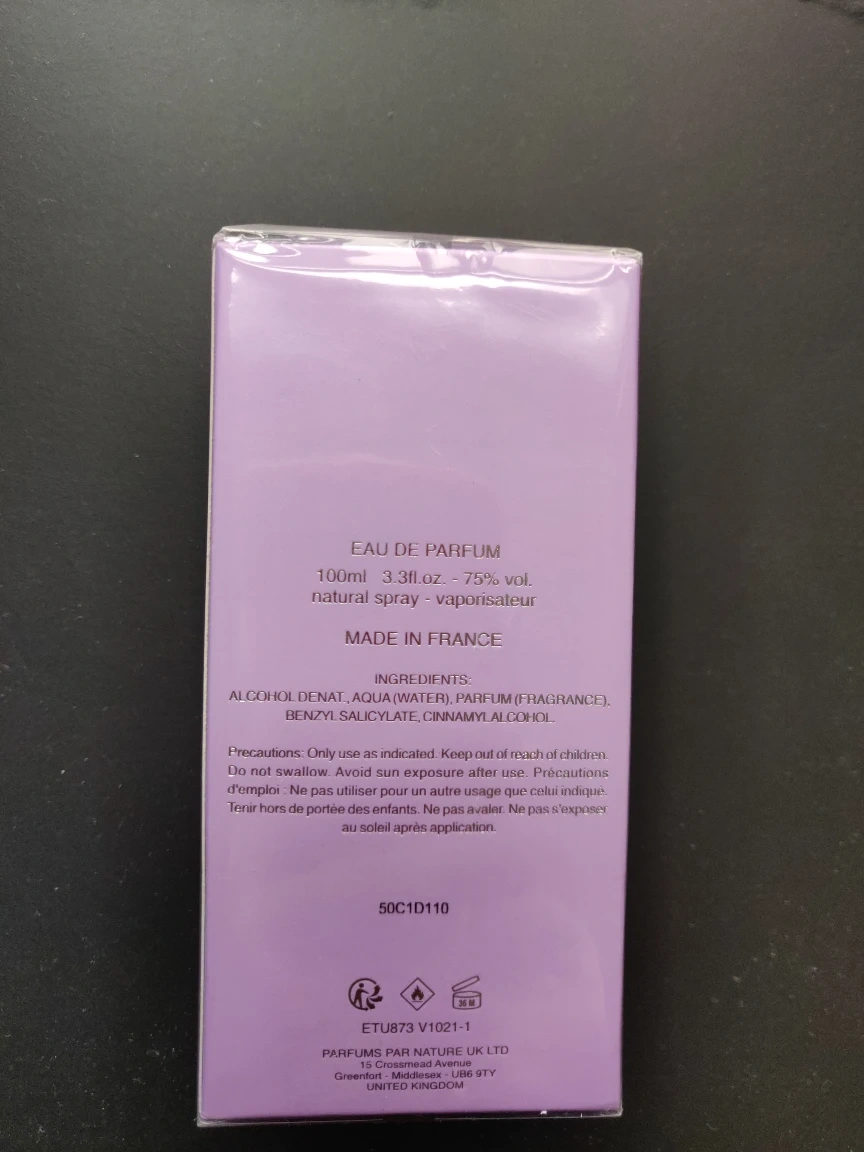 EAU DE PARFUM
100ml 3.3fl.oz. - 75% vol.
natural spray - vaporisateur
MADE IN FRANCE
INGREDIENTS:
ALCOHOL DENAT., AQUA (WATER), PARFUM (FRAGRANCE),
BENZYL SALICYLATE, CINNAMYL ALCOHOL.
Precautions: Only use as indicated. Keep out of reach of children.
Do not swallow. Avoid sun exposure after use. Précautions
d'emploi : Ne pas utiliser pour un autre usage que celui indiqué.
Tenir hors de portée des enfants. Ne pas avaler. Ne pas s'exposer
au soleil après application.
50C1D110
36 M
ETU873 V1021-1
PARFUMS PAR NATURE UK LTD
15 Crossmead Avenue
Greenfort - Middlesex - UB6 9TY
UNITED KINGDOM